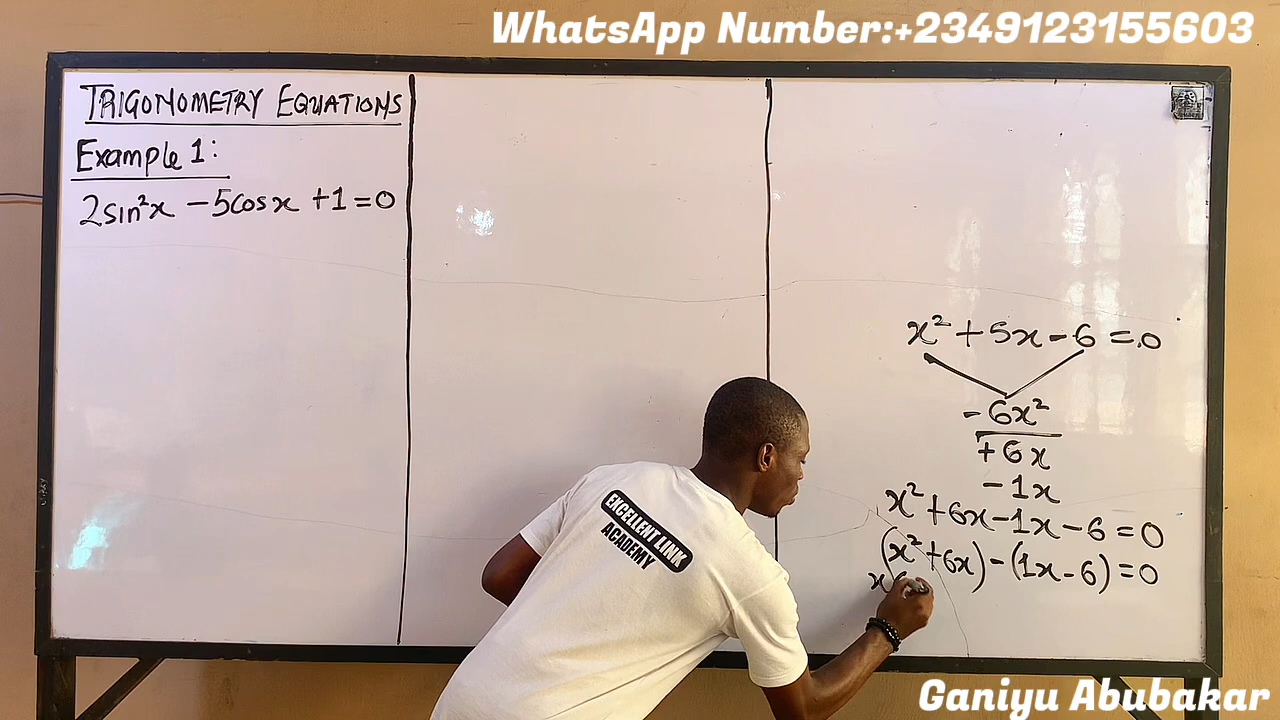 WhatsApp Number:+2349123155603
TRIGONOMETRY EQUATIONS
Example 1:
2sin²x - 5cosx + 1 = 0
x² + 5x - 6 = 0
- 6x²
+ 6x
- 1x
x² + 6x - 1x - 6 = 0
(x² + 6x) - (1x - 6) = 0
x(
EXCELLENT LINK
ACADEMY
Ganiyu Abubakar